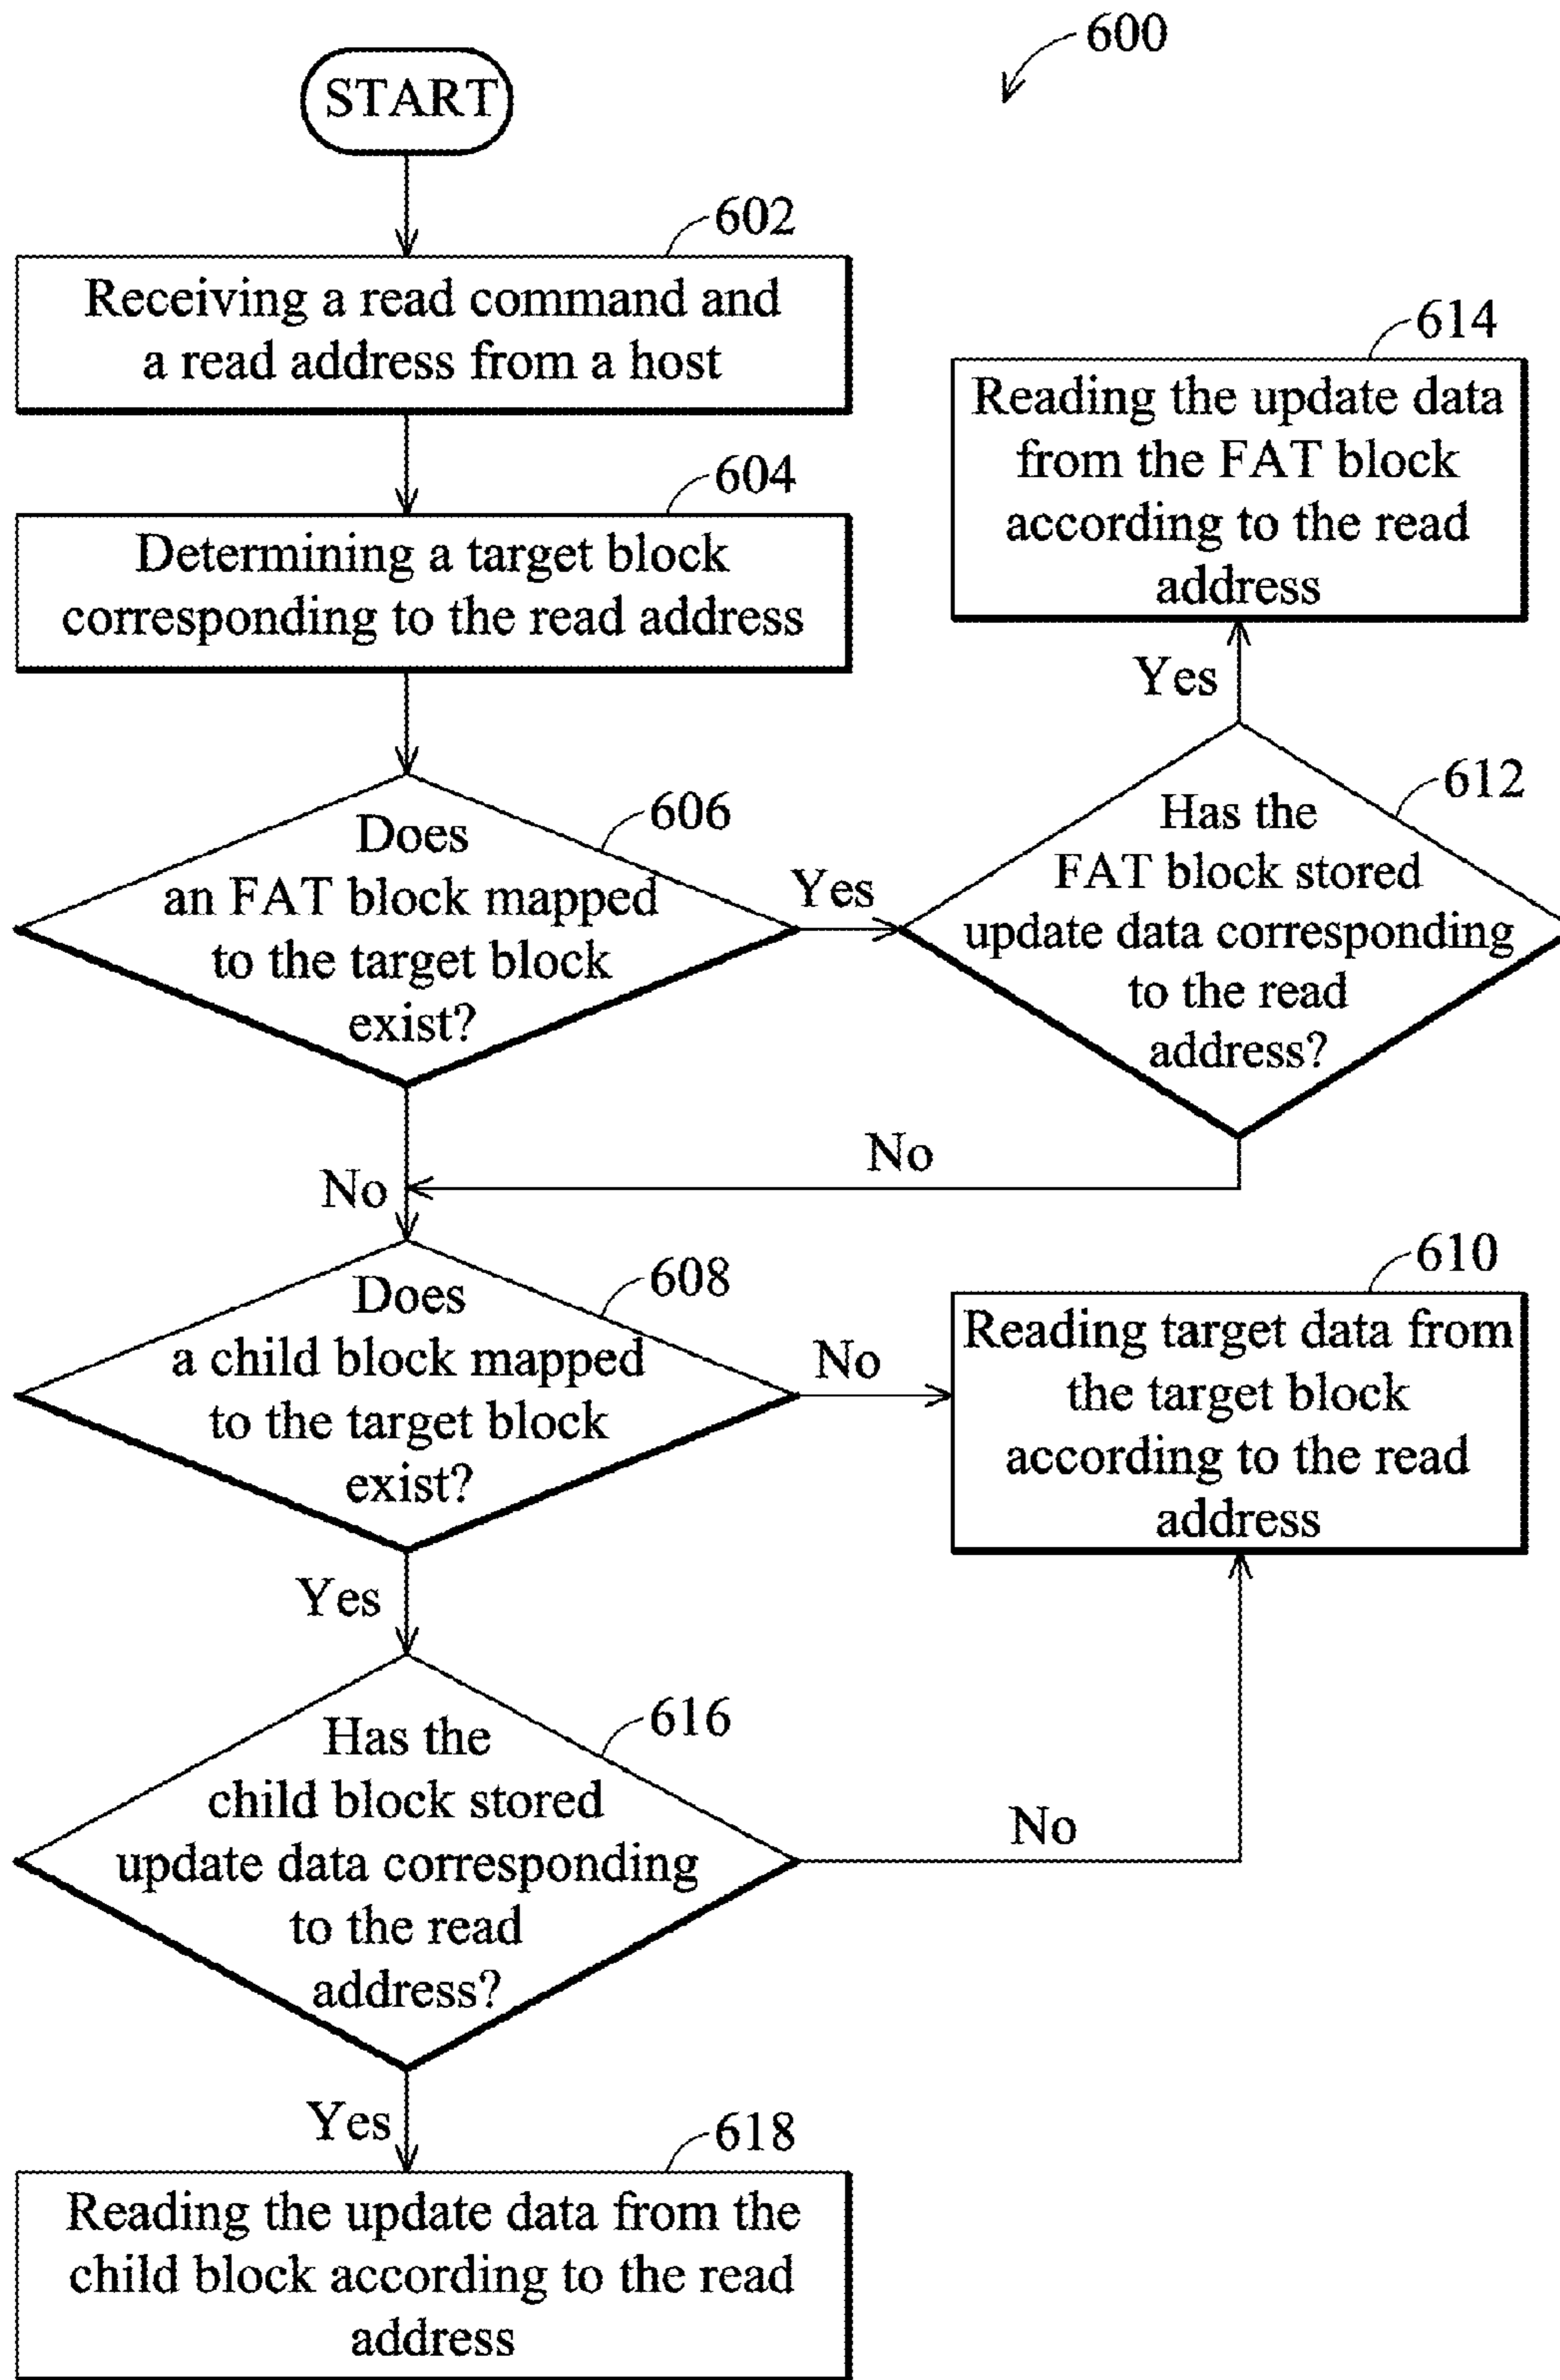 600
START
602
Receiving a read command and
a read address from a host
604
Determining a target block
corresponding to the read address
606
Does
an FAT block mapped
to the target block
exist?
Yes
612
Has the
FAT block stored
update data corresponding
to the read
address?
Yes
614
Reading the update data
from the FAT block
according to the read
address
No
No
608
Does
a child block mapped
to the target block
exist?
No
610
Reading target data from
the target block
according to the read
address
Yes
616
Has the
child block stored
update data corresponding
to the read
address?
No
Yes
618
Reading the update data from the
child block according to the read
address